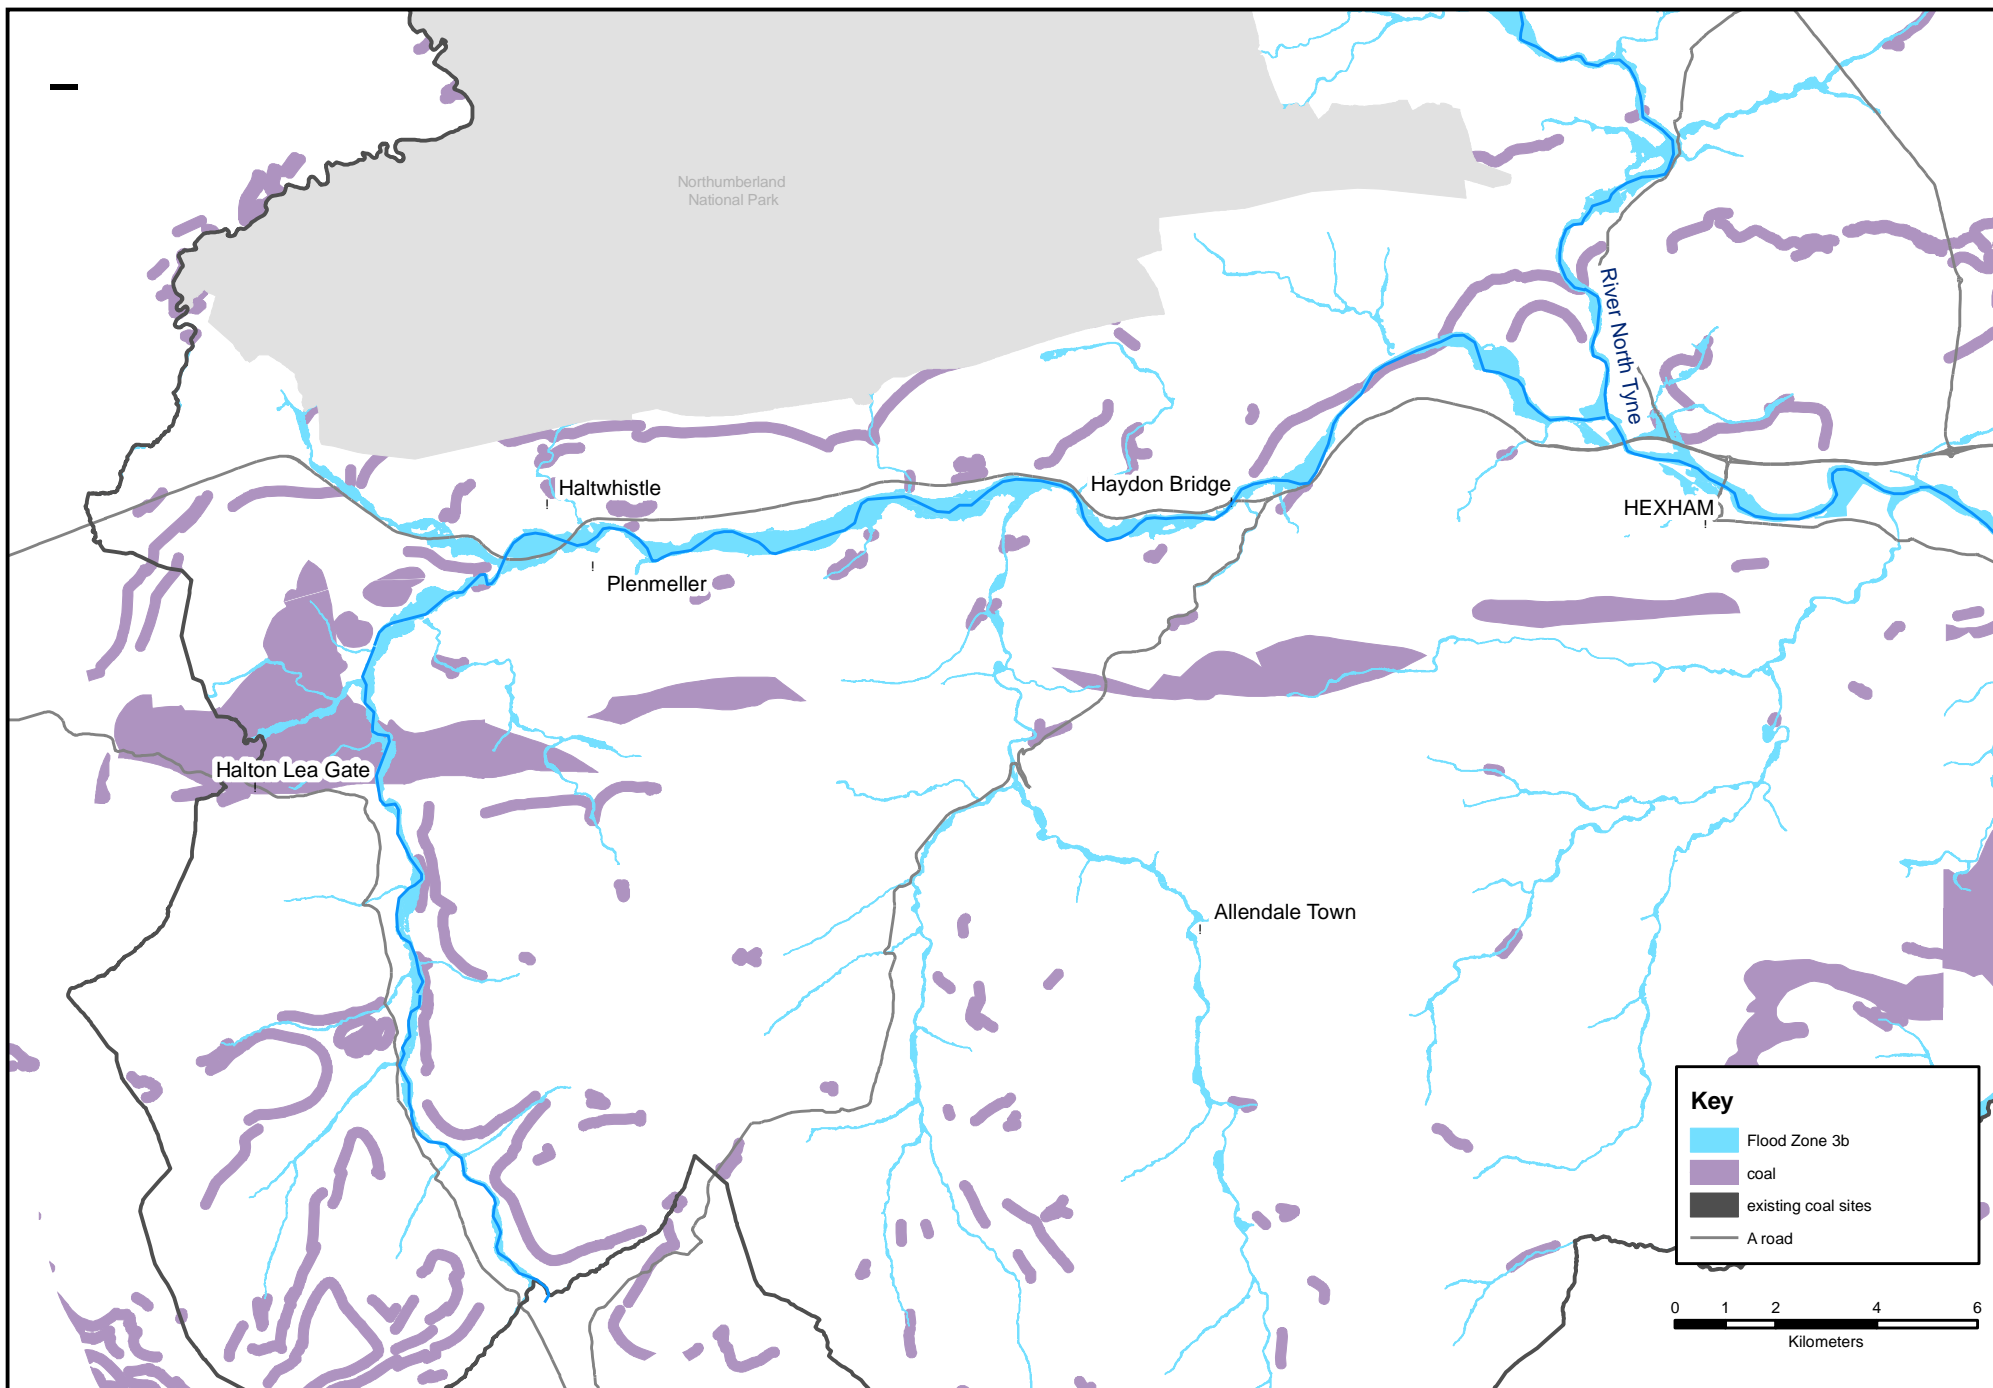 Northumberland
National Park
River North Tyne
Haltwhistle
Haydon Bridge
HEXHAM
Plenmeller
Halton Lea Gate
Allendale Town
Key
Flood Zone 3b
coal
existing coal sites
A road
0 1 2 4 6
Kilometers